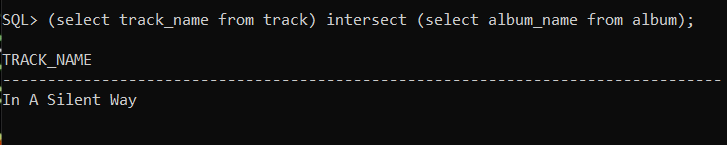 SQL> (select track_name from track) intersect (select album_name from album);
TRACK_NAME
--------------------------------------------------------------------------------
In A Silent Way